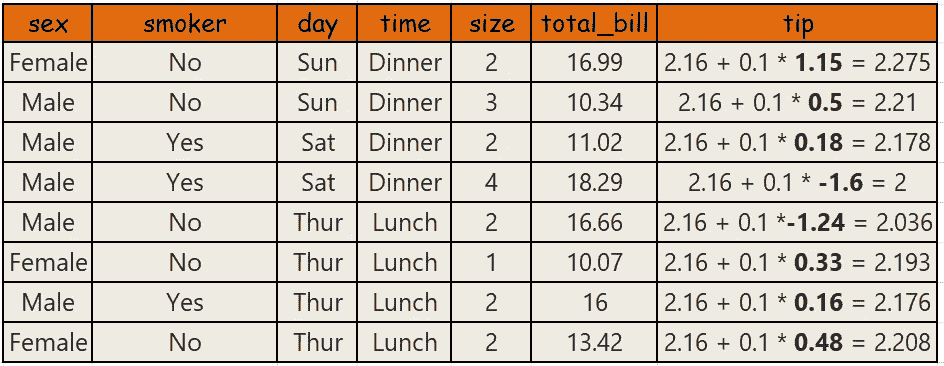 sex smoker day time size total_bill tip
Female No Sun Dinner 2 16.99 2.16 + 0.1 * 1.15 = 2.275
Male No Sun Dinner 3 10.34 2.16 + 0.1 * 0.5 = 2.21
Male Yes Sat Dinner 2 11.02 2.16 + 0.1 * 0.18 = 2.178
Male Yes Sat Dinner 4 18.29 2.16 + 0.1 * -1.6 = 2
Male No Thur Lunch 2 16.66 2.16 + 0.1 *-1.24 = 2.036
Female No Thur Lunch 1 10.07 2.16 + 0.1 * 0.33 = 2.193
Male Yes Thur Lunch 2 16 2.16 + 0.1 * 0.16 = 2.176
Female No Thur Lunch 2 13.42 2.16 + 0.1 * 0.48 = 2.208